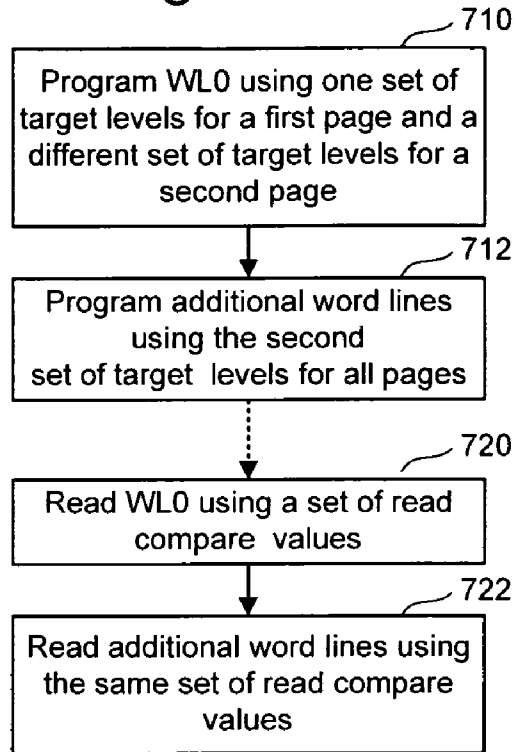 710
Program WL0 using one set of
target levels for a first page and a
different set of target levels for a
second page
712
Program additional word lines
using the second
set of target levels for all pages
720
Read WL0 using a set of read
compare values
722
Read additional word lines using
the same set of read compare
values